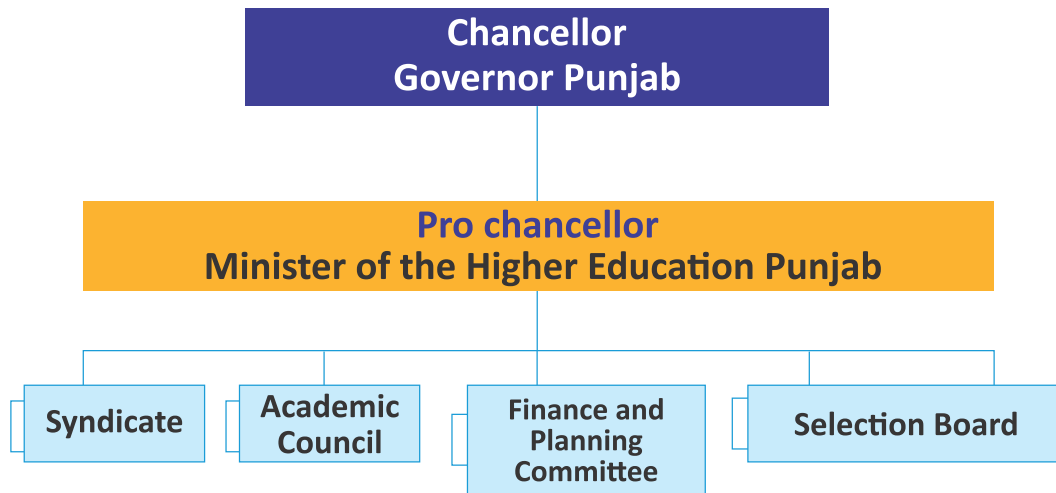 Chancellor
Governor Punjab
Pro chancellor
Minister of the Higher Education Punjab
Syndicate
Academic
Council
Finance and
Planning
Committee
Selection Board